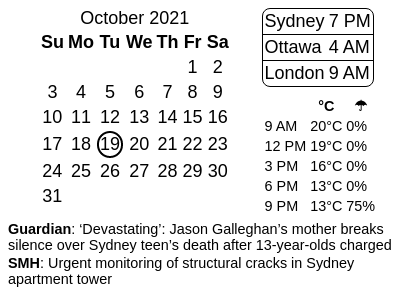 October 2021
Su Mo Tu We Th Fr Sa
1 2
3 4 5 6 7 8 9
10 11 12 13 14 15 16
17 18 19 20 21 22 23
24 25 26 27 28 29 30
31
Sydney 7 PM
Ottawa 4 AM
London 9 AM
°C ☂
9 AM 20°C 0%
12 PM 19°C 0%
3 PM 16°C 0%
6 PM 13°C 0%
9 PM 13°C 75%
Guardian: ‘Devastating’: Jason Galleghan’s mother breaks
silence over Sydney teen’s death after 13-year-olds charged
SMH: Urgent monitoring of structural cracks in Sydney
apartment tower